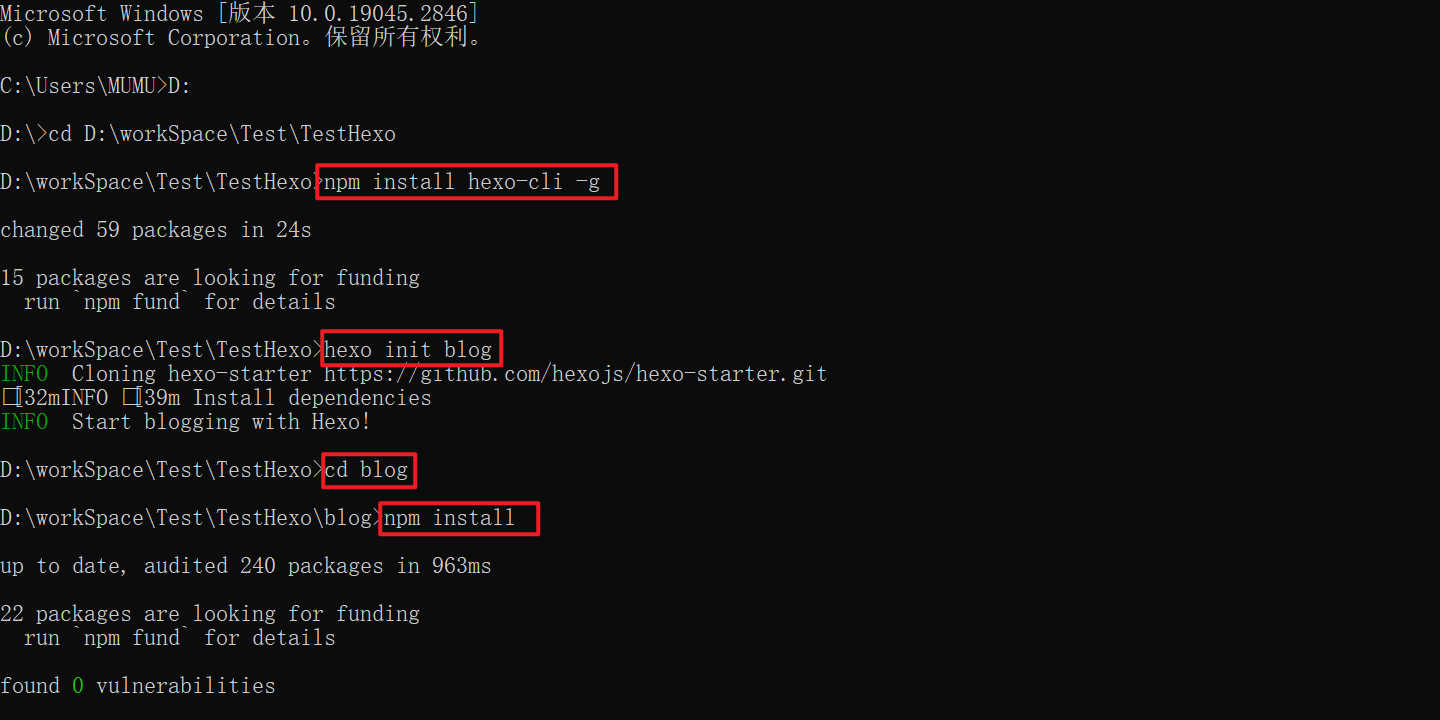 Microsoft Windows [版本 10.0.19045.2846]
(c) Microsoft Corporation。保留所有权利。
C:\Users\MUMU>D:
D:\>cd D:\workSpace\Test\TestHexo
D:\workSpace\Test\TestHexo>npm install hexo-cli -g
changed 59 packages in 24s
15 packages are looking for funding
  run `npm fund` for details
D:\workSpace\Test\TestHexo>hexo init blog
INFO  Cloning hexo-starter https://github.com/hexojs/hexo-starter.git
[32mINFO [39m Install dependencies
INFO  Start blogging with Hexo!
D:\workSpace\Test\TestHexo>cd blog
D:\workSpace\Test\TestHexo\blog>npm install
up to date, audited 240 packages in 963ms
22 packages are looking for funding
  run `npm fund` for details
found 0 vulnerabilities